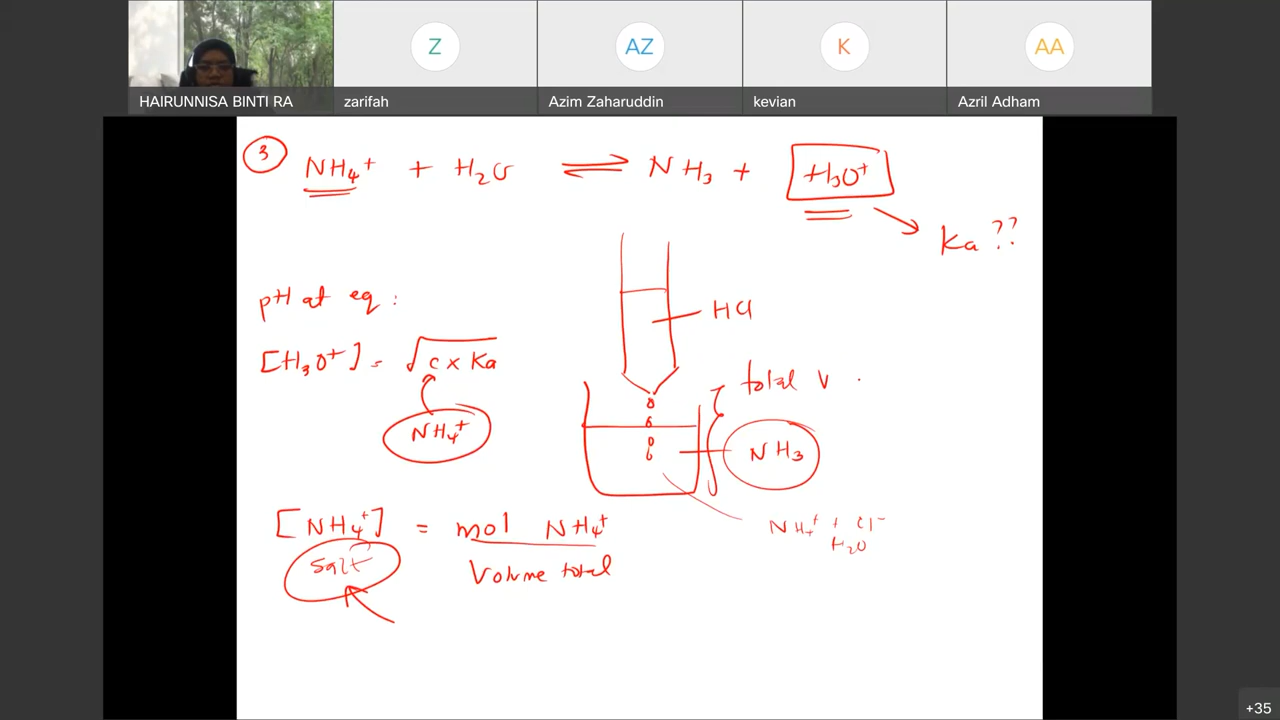 Z
AZ
K
AA
HAIRUNNISA BINTI RA
zarifah
Azim Zaharuddin
kevian
Azril Adham
3
NH4+ + H2O ⇌ NH3 + H3O+
Ka ??
pH at eq :
HCl
[H3O+] = √c x Ka
total V .
NH4+
NH3
[NH4+] = mol NH4+
Salt
Volume total
NH4+ + Cl-
H2O
+35